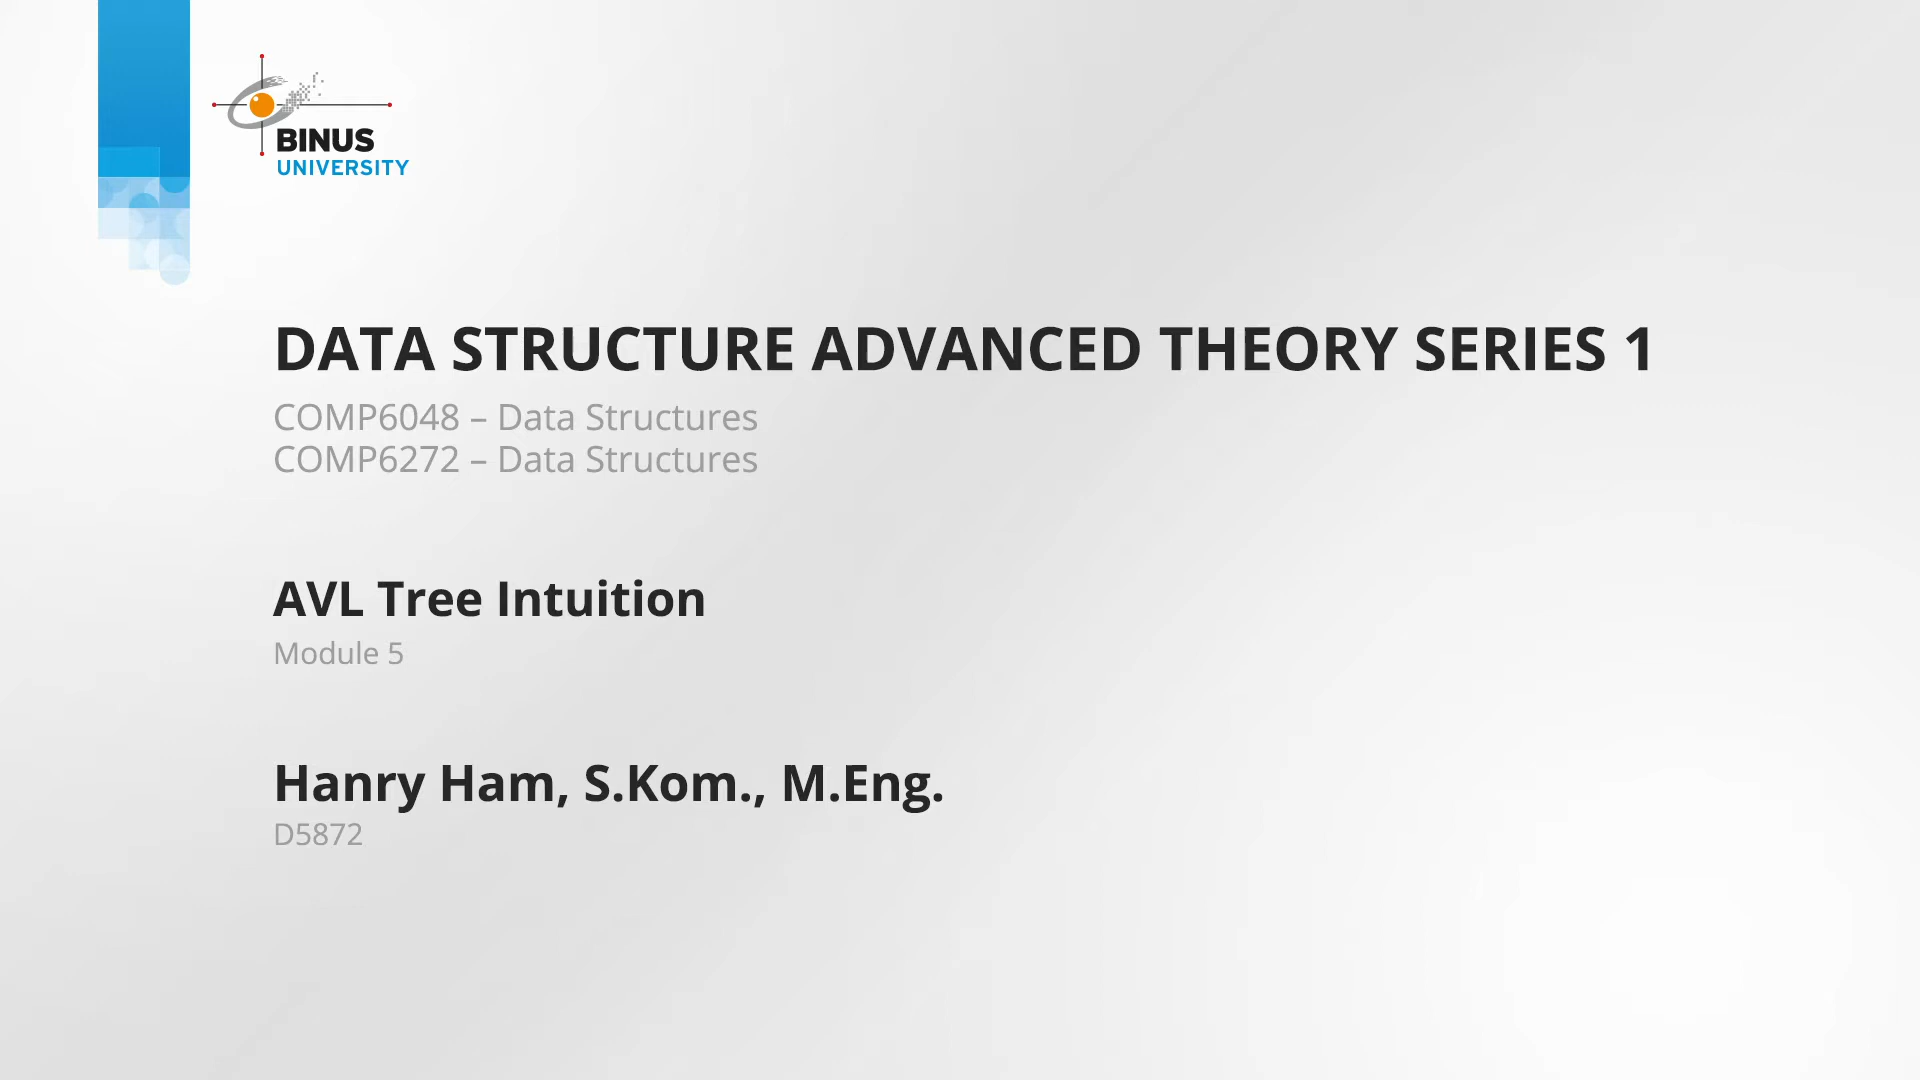 BINUS
UNIVERSITY
DATA STRUCTURE ADVANCED THEORY SERIES 1
COMP6048 – Data Structures
COMP6272 – Data Structures
AVL Tree Intuition
Module 5
Hanry Ham, S.Kom., M.Eng.
D5872